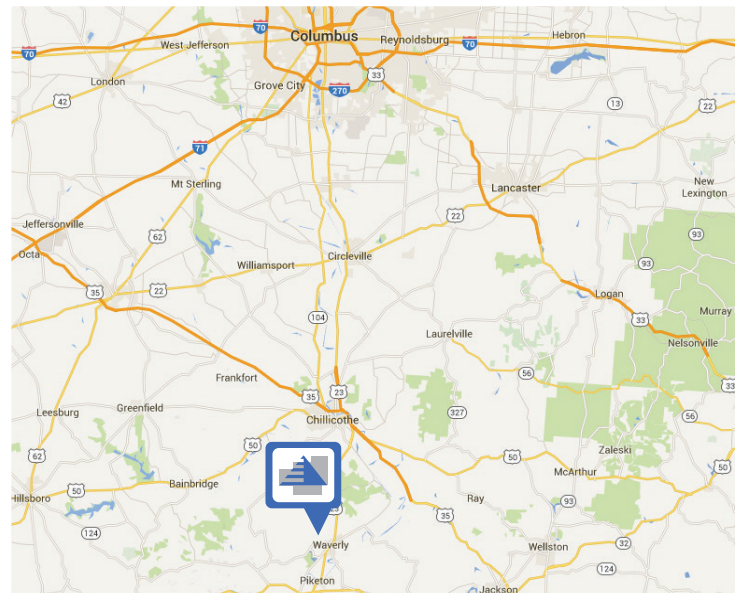 70
Columbus
West Jefferson
Reynoldsburg
70
Hebron
70
London
33
Grove City
270
42
13
22
71
Mt Sterling
Lancaster
New
Lexington
22
Jeffersonville
62
93
Octa
Williamsport
Circleville
93
35
22
Logan
104
Murray
33
Laurelville
Nelsonville
Frankfort
56
33
35
23
Leesburg
Greenfield
327
56
Chillicothe
62
50
50
Zaleski
50
McArthur
Bainbridge
50
Hillsboro
Ray
93
35
124
Waverly
Wellston
32
124
Piketon
Jackson